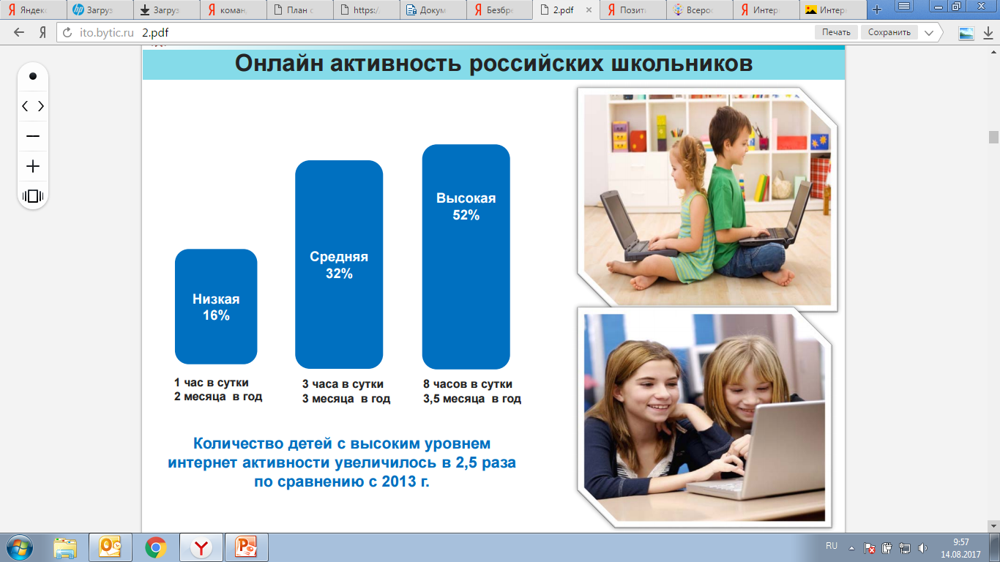 Яндекс
Загруз
Загруз
коман,
План с
https:/
Докум
Безбре
2.pdf
Позити
Всерос
Интер
Интер
ito.bytic.ru 2.pdf
Печать
Сохранить
Онлайн активность российских школьников
Высокая
52%
Средняя
32%
Низкая
16%
1 час в сутки
2 месяца в год
3 часа в сутки
3 месяца в год
8 часов в сутки
3,5 месяца в год
Количество детей с высоким уровнем
интернет активности увеличилось в 2,5 раза
по сравнению с 2013 г.
RU
9:57
14.08.2017